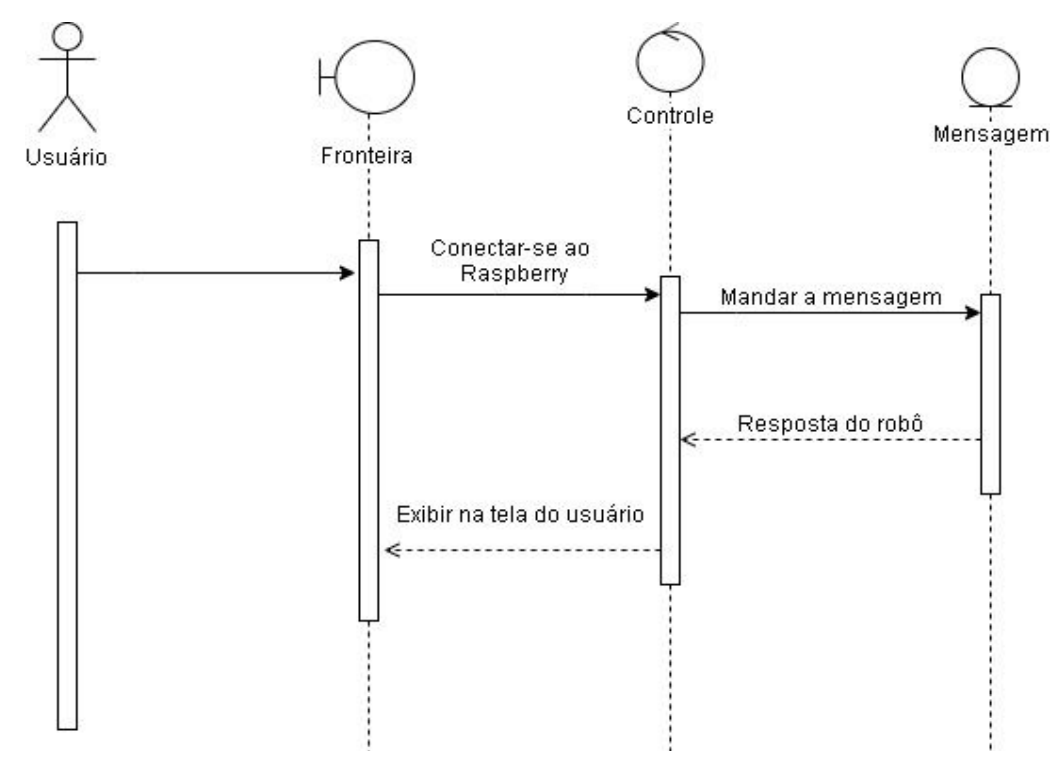 Usuário
Fronteira
Controle
Mensagem
Conectar-se ao
Raspberry
Mandar a mensagem
Resposta do robô
Exibir na tela do usuário